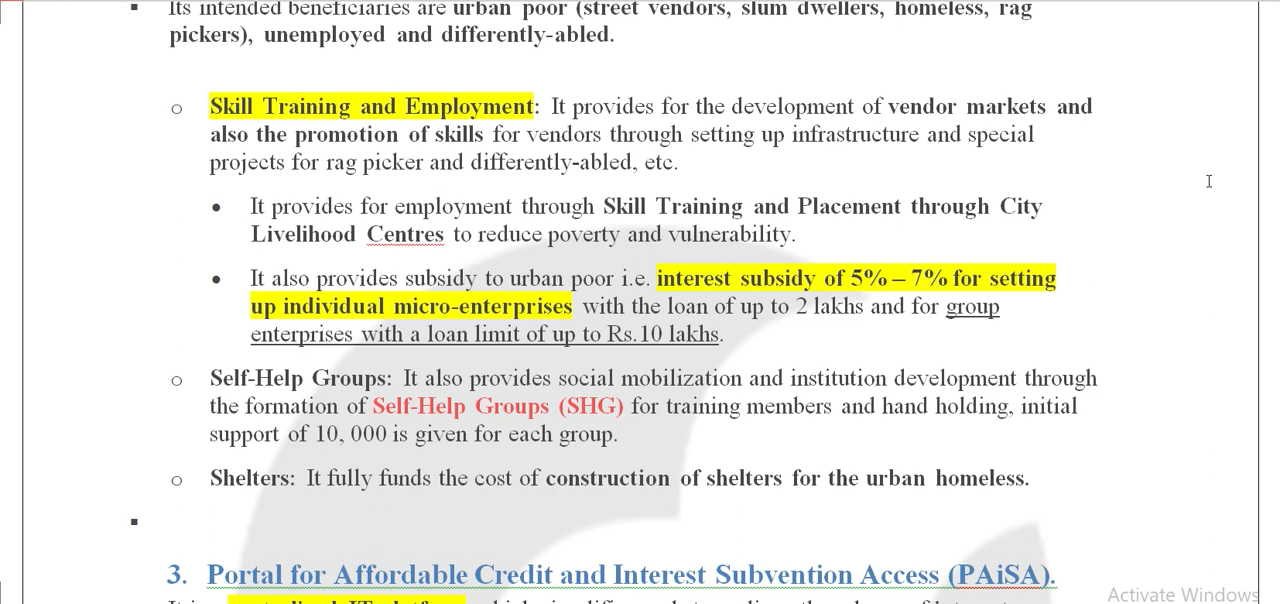 ▪ Its intended beneficiaries are urban poor (street vendors, slum dwellers, homeless, rag
pickers), unemployed and differently-abled.
o Skill Training and Employment: It provides for the development of vendor markets and
also the promotion of skills for vendors through setting up infrastructure and special
projects for rag picker and differently-abled, etc.
• It provides for employment through Skill Training and Placement through City
Livelihood Centres to reduce poverty and vulnerability.
• It also provides subsidy to urban poor i.e. interest subsidy of 5% – 7% for setting
up individual micro-enterprises with the loan of up to 2 lakhs and for group
enterprises with a loan limit of up to Rs.10 lakhs.
o Self-Help Groups: It also provides social mobilization and institution development through
the formation of Self-Help Groups (SHG) for training members and hand holding, initial
support of 10, 000 is given for each group.
o Shelters: It fully funds the cost of construction of shelters for the urban homeless.
▪
3. Portal for Affordable Credit and Interest Subvention Access (PAiSA).
Activate Windows